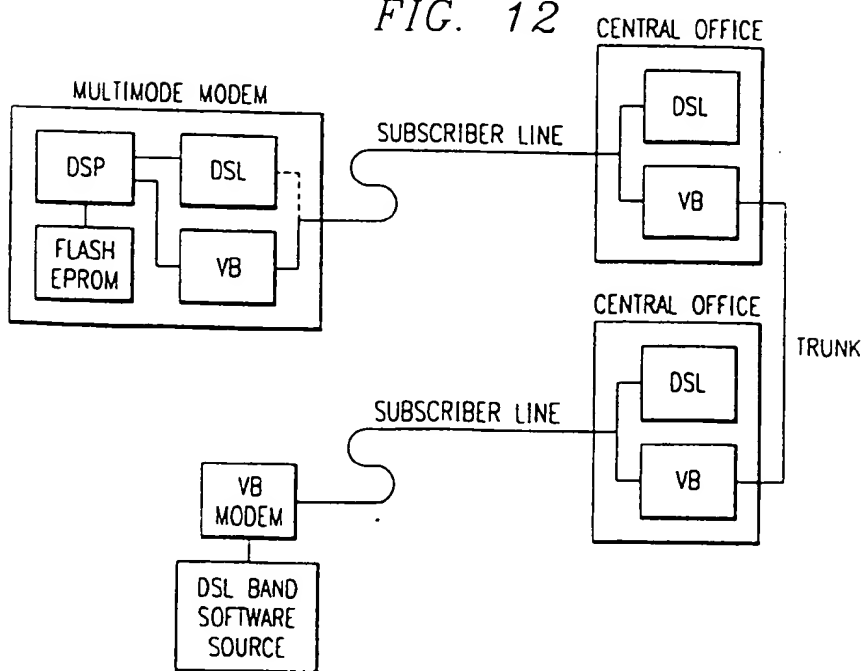 FIG. 12
CENTRAL OFFICE
MULTIMODE MODEM
DSL
SUBSCRIBER LINE
DSP
DSL
VB
FLASH
EPROM
VB
CENTRAL OFFICE
TRUNK
DSL
SUBSCRIBER LINE
VB
VB
MODEM
DSL BAND
SOFTWARE
SOURCE